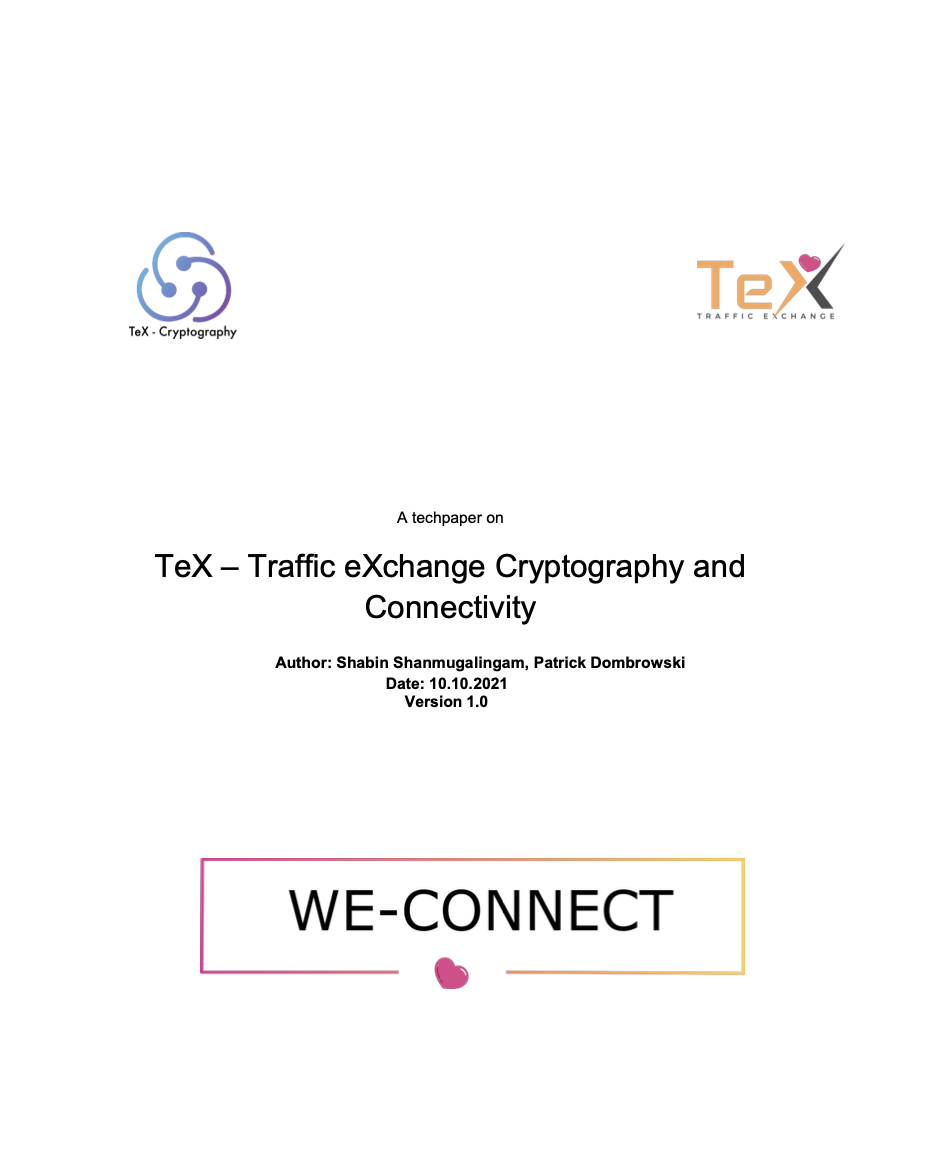 TeX - Cryptography
TeX
TRAFFIC EXCHANGE
A techpaper on
TeX – Traffic eXchange Cryptography and
Connectivity
Author: Shabin Shanmugalingam, Patrick Dombrowski
Date: 10.10.2021
Version 1.0
WE-CONNECT